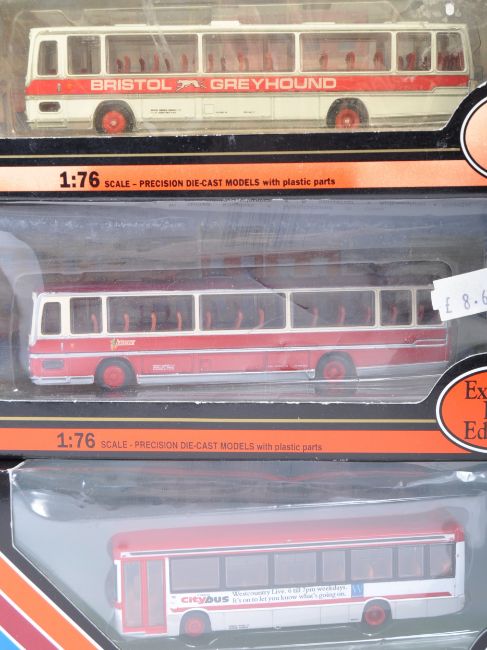 BRISTOL GREYHOUND
1:76 SCALE - PRECISION DIE-CAST MODELS with plastic parts
£ 8.6
1:76 SCALE - PRECISION DIE-CAST MODELS with plastic parts
Ex
Ed
citybus
Westcountry Live. 6 till 7pm weekdays.
It's on to let you know what's going on.